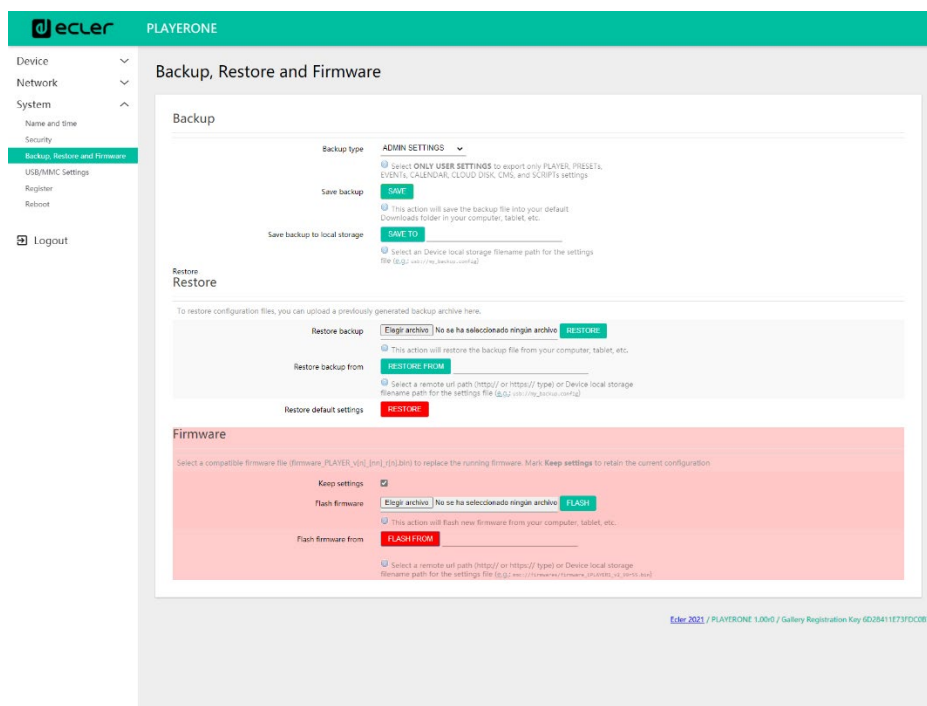 ecler
PLAYERONE
Device
Network
System
Name and time
Security
Backup, Restore and Firmware
USB/MMC Settings
Register
Reboot
Logout
Backup, Restore and Firmware
Backup
Backup type
ADMIN SETTINGS
Select ONLY USER SETTINGS to export only PLAYER, PRESETs,
EVENTs, CALENDAR, CLOUD DISK, CMS, and SCRIPTs settings
Save backup
SAVE
This action will save the backup file into your default
Downloads folder in your computer, tablet, etc.
Save backup to local storage
SAVE TO
Select an Device local storage filename path for the settings
file (e.g.: usb://my_backup.config)
Restore
Restore
To restore configuration files, you can upload a previously generated backup archive here.
Restore backup
Elegir archivo No se ha seleccionado ningún archivo RESTORE
This action will restore the backup file from your computer, tablet, etc.
Restore backup from
RESTORE FROM
Select a remote url path (http:// or https:// type) or Device local storage
filename path for the settings file (e.g.: usb://my_backup.config)
Restore default settings
RESTORE
Firmware
Select a compatible firmware file (firmware_PLAYER_v[n]_[nn]_r[n].bin) to replace the running firmware. Mark Keep settings to retain the current configuration
Keep settings
Flash firmware
Elegir archivo No se ha seleccionado ningún archivo FLASH
This action will flash new firmware from your computer, tablet, etc.
Flash firmware from
FLASH FROM
Select a remote url path (http:// or https:// type) or Device local storage
filename path for the settings file (e.g.:
Ecler 2021 / PLAYERONE 1.00r0 / Gallery Registration Key 6D28411E73FDC0B